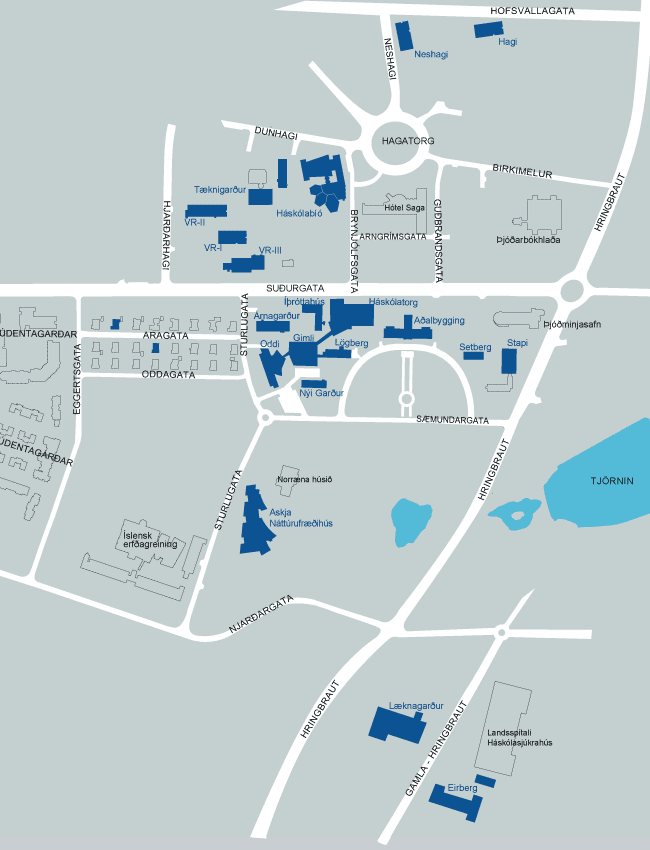 HOFSVALLAGATA
Neshagi
Hagi
NESHAGI
DUNHAGI
HAGATORG
BIRKIMELUR
HRINGBRAUT
HJARÐARHAGI
Tæknigarður
Háskólabíó
VR-II
VR-I
VR-III
BRYNJÓLFSGATA
Hótel Saga
GUÐBRANDSGATA
ARNGRÍMSGATA
Þjóðarbókhlaða
SUÐURGATA
STURLUGATA
Íþróttahús
Háskólatorg
Árnagarður
Aðalbygging
Þjóðminjasafn
ÚDENTAGARÐAR
ARAGATA
Oddi
Gimli
Lögberg
Setberg
Stapi
ODDAGATA
EGGERTSGATA
Nýi Garður
SÆMUNDARGATA
ÚDENTAGARÐAR
STURLUGATA
Norræna húsið
HRINGBRAUT
TJÖRNIN
Askja
Náttúrufræðihús
Íslensk
erfðagreining
NJARÐARGATA
HRINGBRAUT
Læknagarður
GAMLA - HRINGBRAUT
Landsspítali
Háskólasjúkrahús
Eirberg